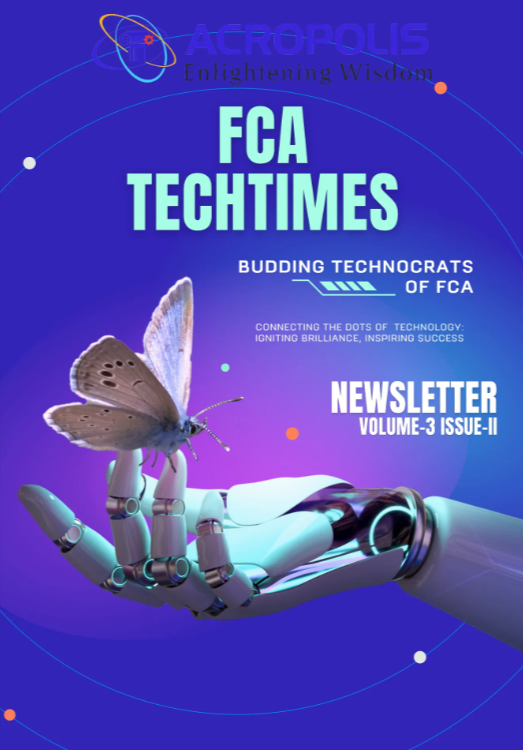 ACROPOLIS
Enlightening Wisdom
FCA
TECHTIMES
BUDDING TECHNOCRATS
OF FCA
CONNECTING THE DOTS OF TECHNOLOGY:
IGNITING BRILLIANCE, INSPIRING SUCCESS
NEWSLETTER
VOLUME-3 ISSUE-II